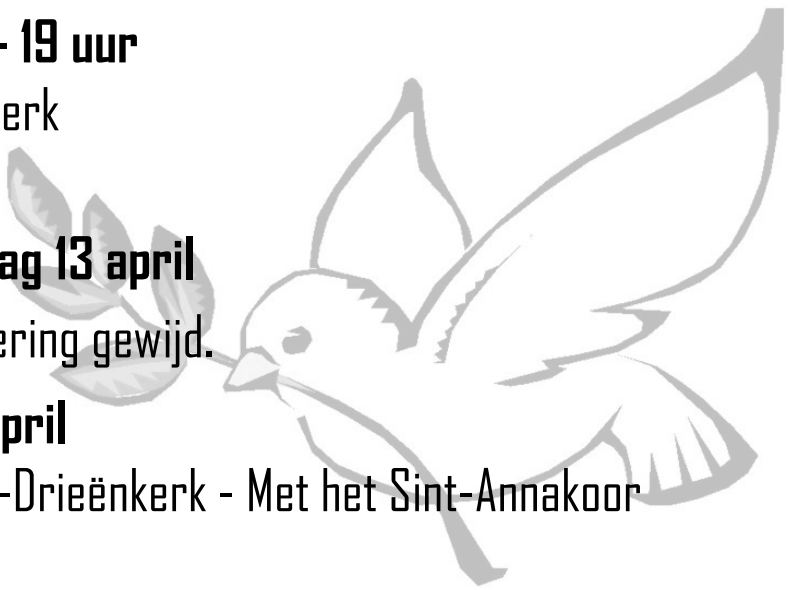 - 19 uur
erk
ag 13 april
ering gewijd.
pril
-Drieënkerk - Met het Sint-Annakoor